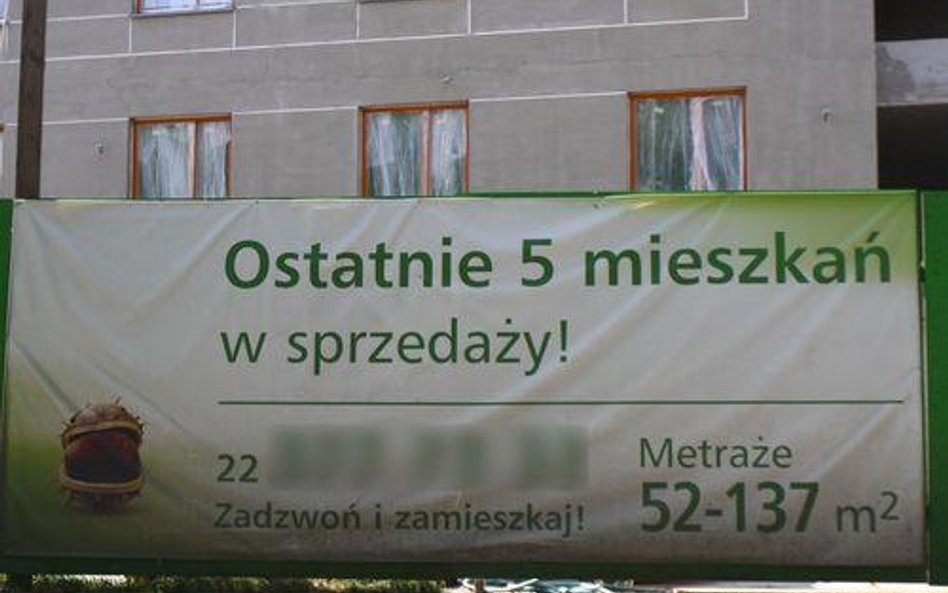 Ostatnie 5 mieszkań
w sprzedaży!
22
Zadzwoń i zamieszkaj!
Metraże
52-137 m²